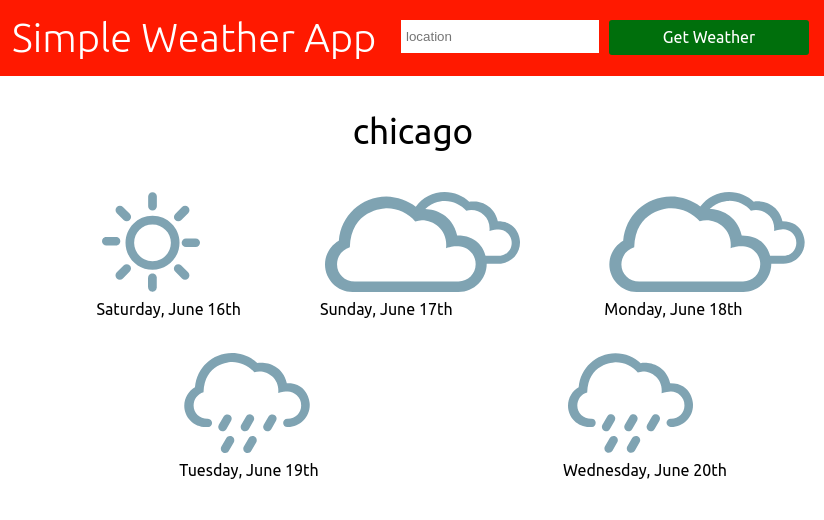 Simple Weather App
location
Get Weather
chicago
Saturday, June 16th
Sunday, June 17th
Monday, June 18th
Tuesday, June 19th
Wednesday, June 20th